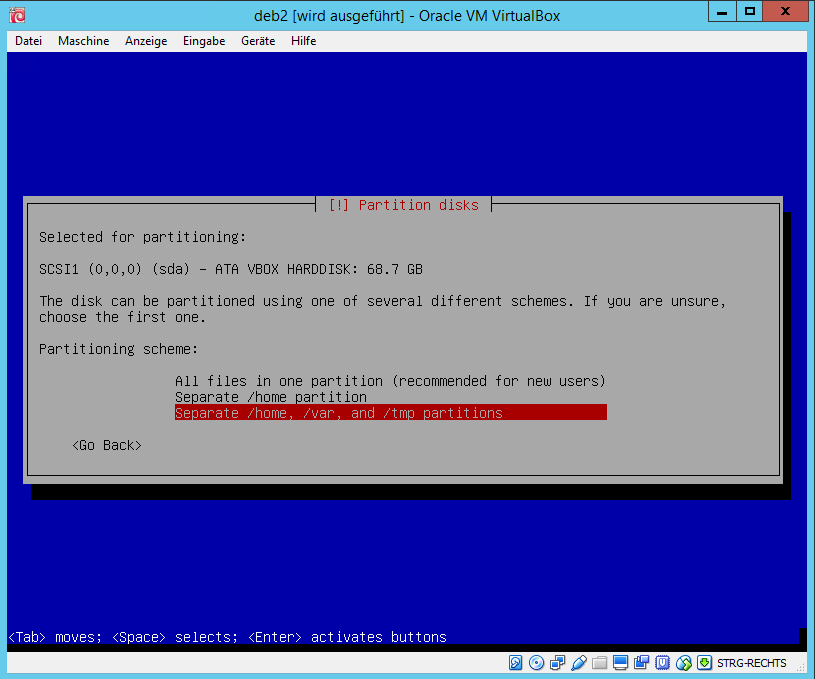 deb2 [wird ausgeführt] - Oracle VM VirtualBox
Datei Maschine Anzeige Eingabe Geräte Hilfe
[!] Partition disks
Selected for partitioning:
SCSI1 (0,0,0) (sda) - ATA VBOX HARDDISK: 68.7 GB
The disk can be partitioned using one of several different schemes. If you are unsure,
choose the first one.
Partitioning scheme:
All files in one partition (recommended for new users)
Separate /home partition
Separate /home, /var, and /tmp partitions
<Go Back>
<Tab> moves; <Space> selects; <Enter> activates buttons
STRG-RECHTS